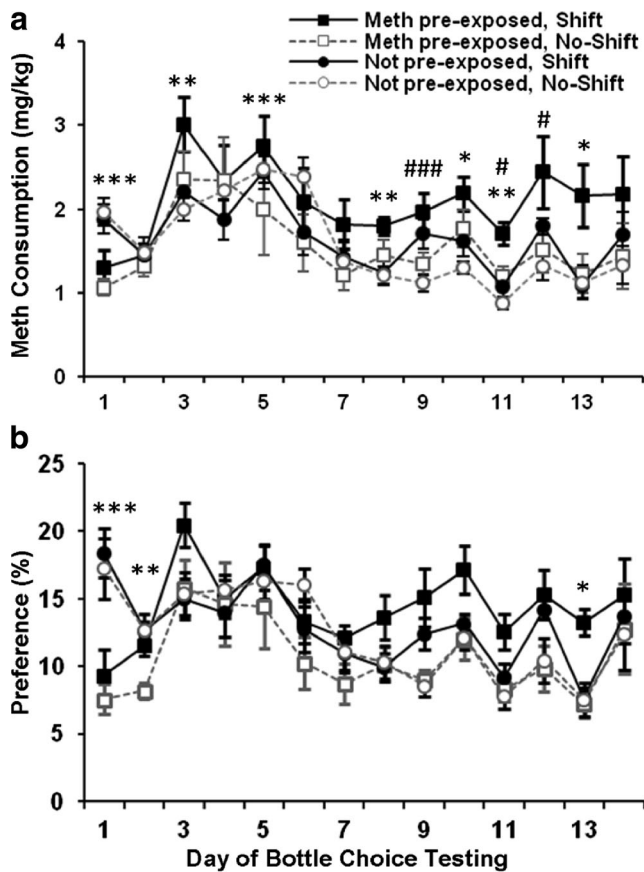 a
Meth pre-exposed, Shift
Meth pre-exposed, No-Shift
Not pre-exposed, Shift
Not pre-exposed, No-Shift
Meth Consumption (mg/kg)
4
3
2
1
0
*** ** *** ** ### * # ** # *
1 3 5 7 9 11 13
b
Preference (%)
25
20
15
10
5
0
*** ** *
1 3 5 7 9 11 13
Day of Bottle Choice Testing